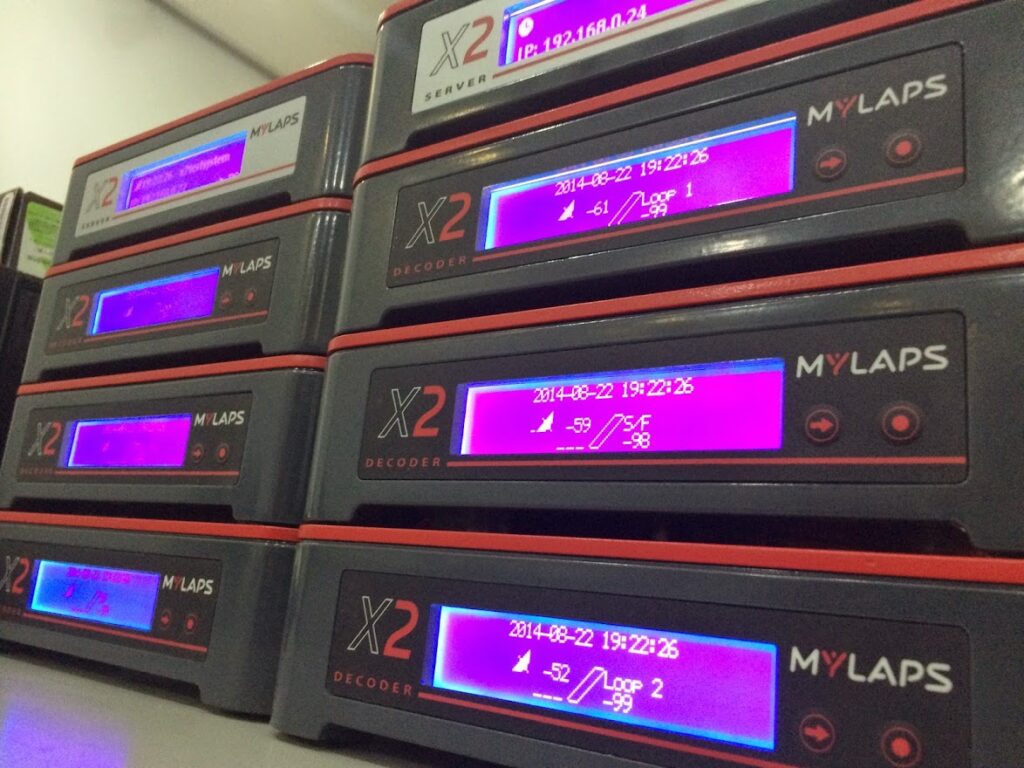 X2
SERVER
MYLAPS
X2
DECODER
MYLAPS
X2
DECODER
MYLAPS
X2
MYLAPS
X2
SERVER
IP: 192.168.0.24
X2
DECODER
2014-08-22 19:22:26
-61 Loop 1
-99
MYLAPS
X2
DECODER
2014-08-22 19:22:26
-59 S/F
--- -98
MYLAPS
X2
DECODER
2014-08-22 19:22:26
-52 Loop 2
--- -99
MYLAPS